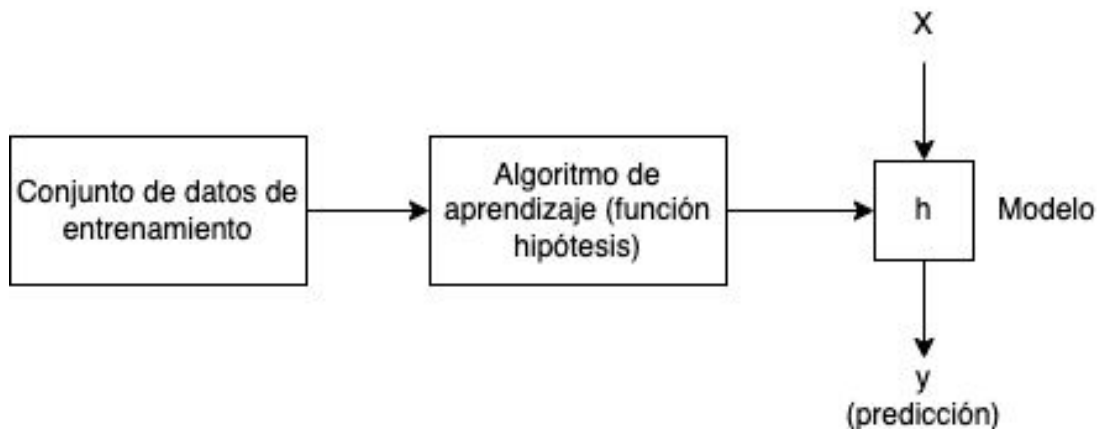 Conjunto de datos de
entrenamiento
Algoritmo de
aprendizaje (función
hipótesis)
X
h
Modelo
y
(predicción)